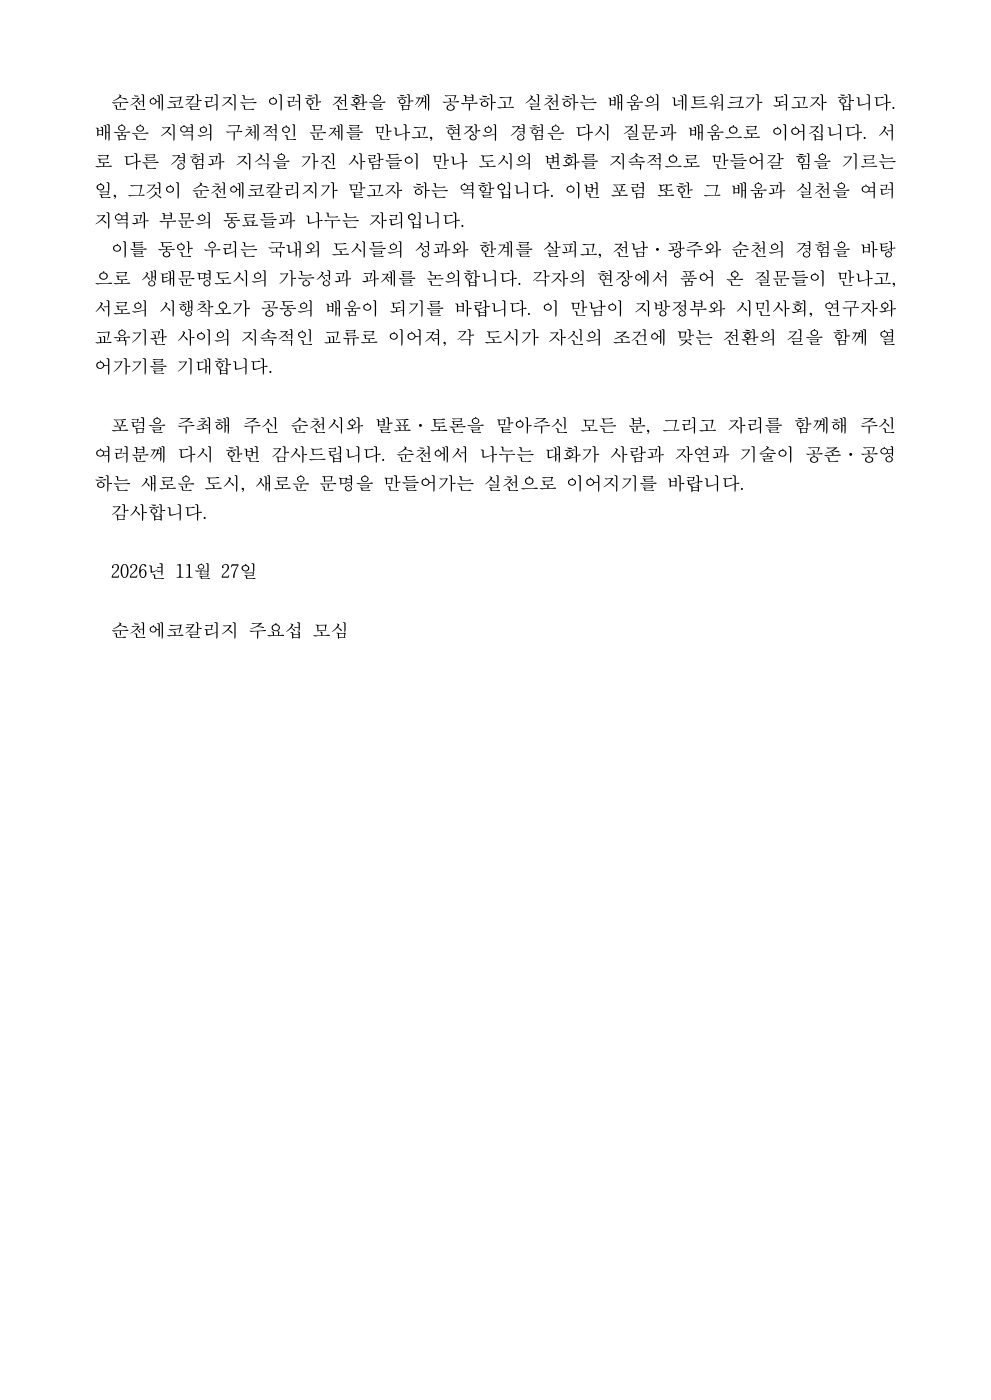 순천에코칼리지는 이러한 전환을 함께 공부하고 실천하는 배움의 네트워크가 되고자 합니다.
배움은 지역의 구체적인 문제를 만나고, 현장의 경험은 다시 질문과 배움으로 이어집니다. 서
로 다른 경험과 지식을 가진 사람들이 만나 도시의 변화를 지속적으로 만들어갈 힘을 기르는
일, 그것이 순천에코칼리지가 맡고자 하는 역할입니다. 이번 포럼 또한 그 배움과 실천을 여러
지역과 부문의 동료들과 나누는 자리입니다.
이틀 동안 우리는 국내외 도시들의 성과와 한계를 살피고, 전남·광주와 순천의 경험을 바탕
으로 생태문명도시의 가능성과 과제를 논의합니다. 각자의 현장에서 품어 온 질문들이 만나고,
서로의 시행착오가 공동의 배움이 되기를 바랍니다. 이 만남이 지방정부와 시민사회, 연구자와
교육기관 사이의 지속적인 교류로 이어져, 각 도시가 자신의 조건에 맞는 전환의 길을 함께 열
어가기를 기대합니다.
포럼을 주최해 주신 순천시와 발표·토론을 맡아주신 모든 분, 그리고 자리를 함께해 주신
여러분께 다시 한번 감사드립니다. 순천에서 나누는 대화가 사람과 자연과 기술이 공존·공영
하는 새로운 도시, 새로운 문명을 만들어가는 실천으로 이어지기를 바랍니다.
감사합니다.
2026년 11월 27일
순천에코칼리지 주요섭 모심